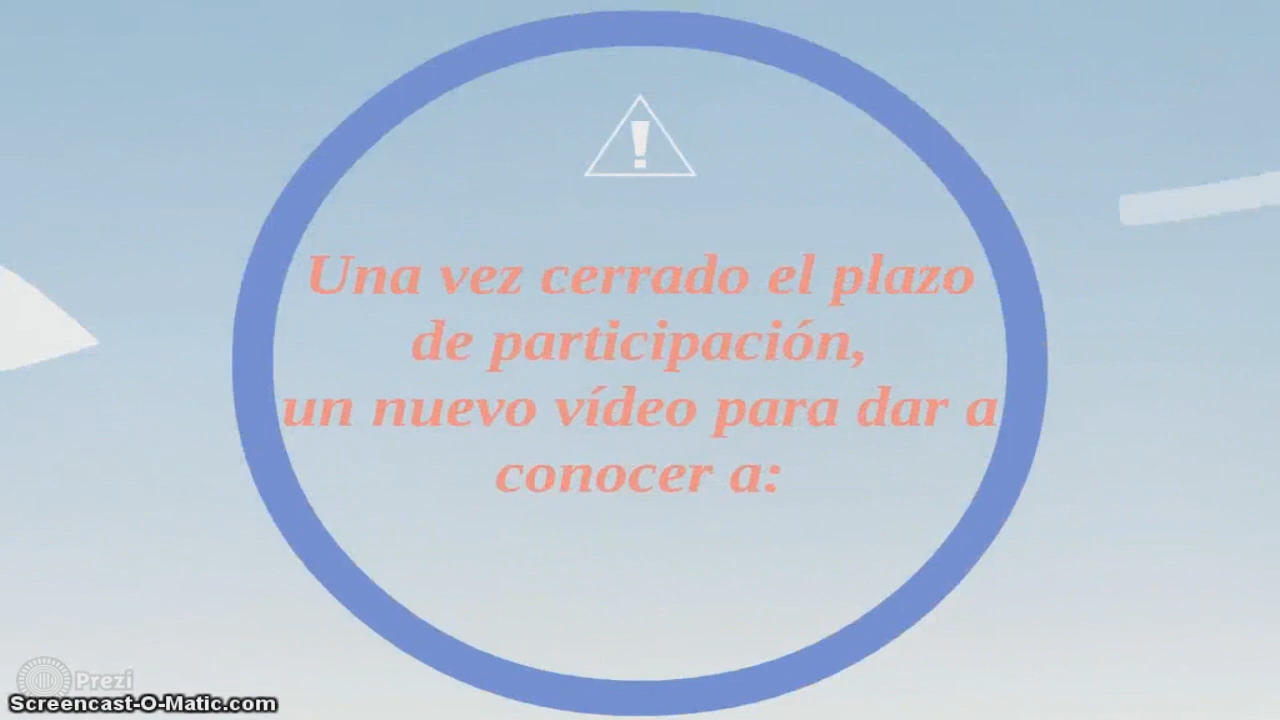 !
Una vez cerrado el plazo
de participación,
un nuevo vídeo para dar a
conocer a:
Prezi
Screencast-O-Matic.com